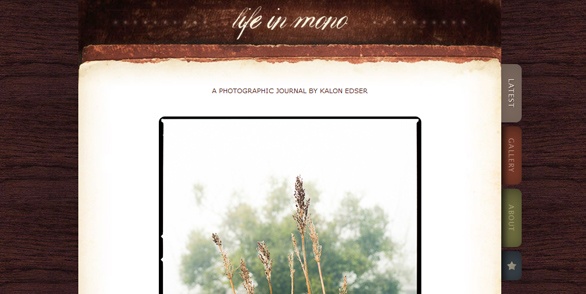 life in mono
A PHOTOGRAPHIC JOURNAL BY KALON EDSER
LATEST
GALLERY
ABOUT